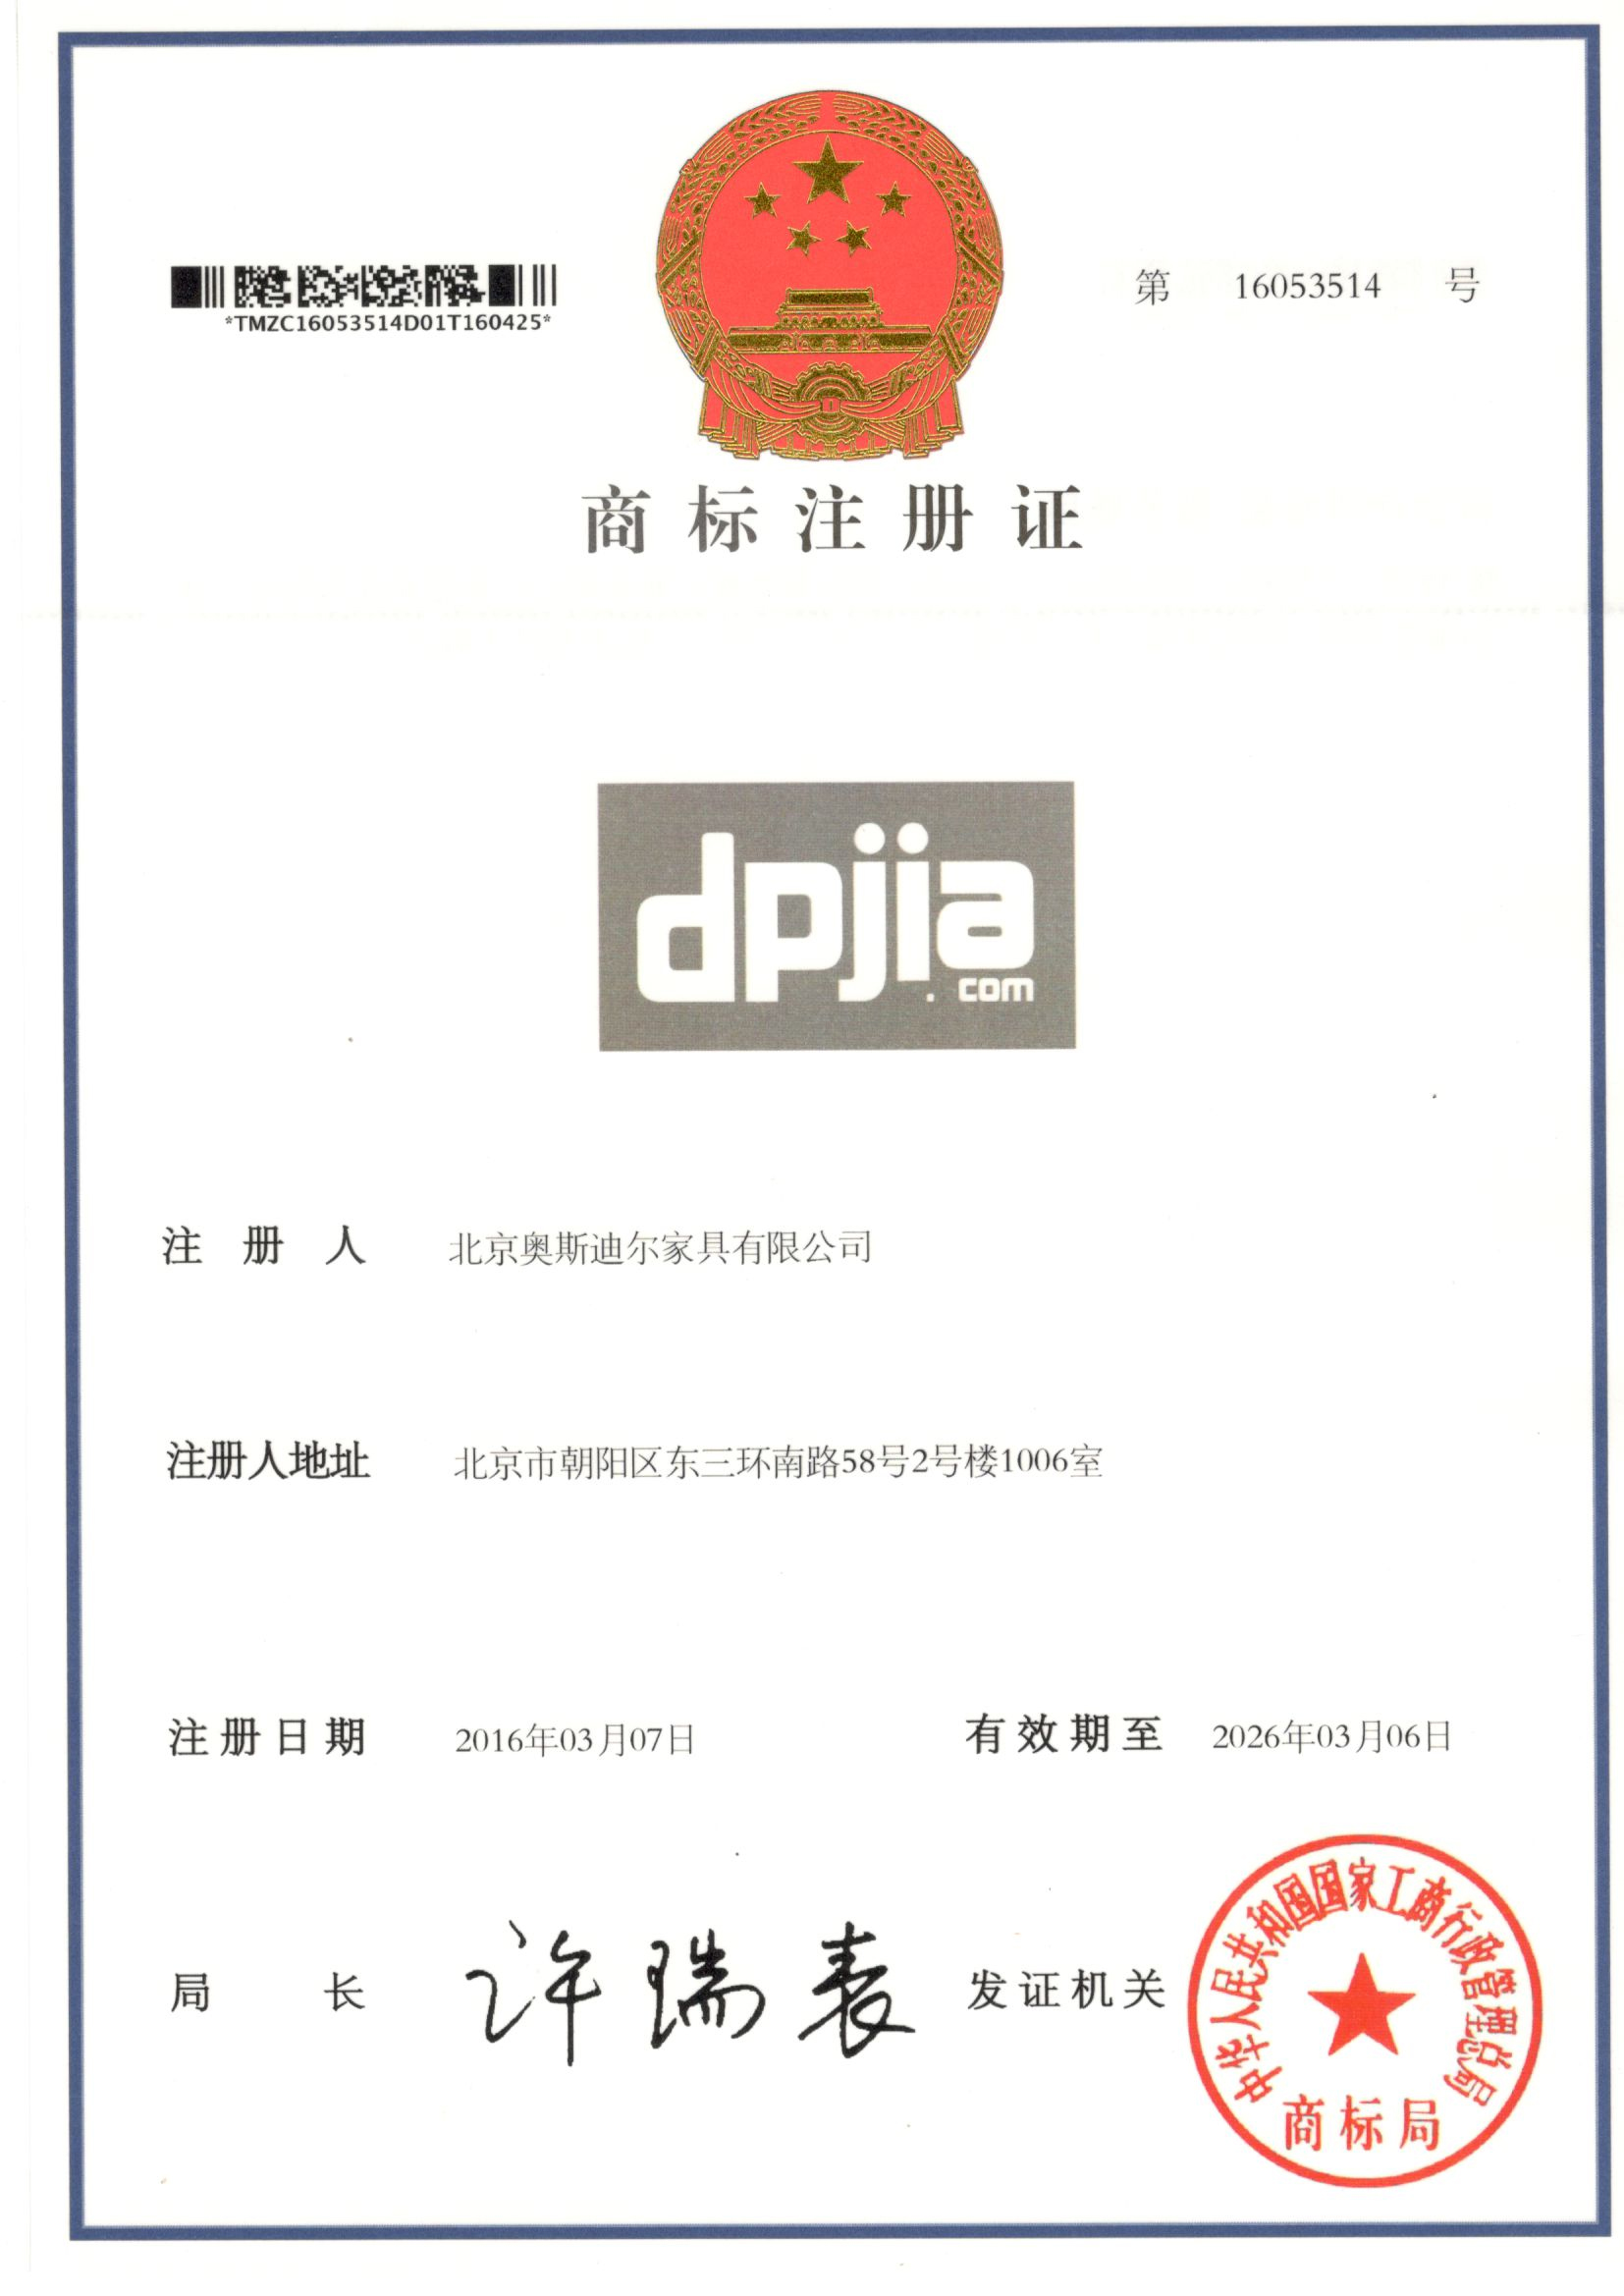 *TMZC16053514D01T160425*
第 16053514 号
商标注册证
dpjia
.com
注册人 北京奥斯迪尔家具有限公司
注册人地址 北京市朝阳区东三环南路58号2号楼1006室
注册日期 2016年03月07日 有效期至 2026年03月06日
局长 许瑞表 发证机关
中华人民共和国国家工商行政管理总局
商标局